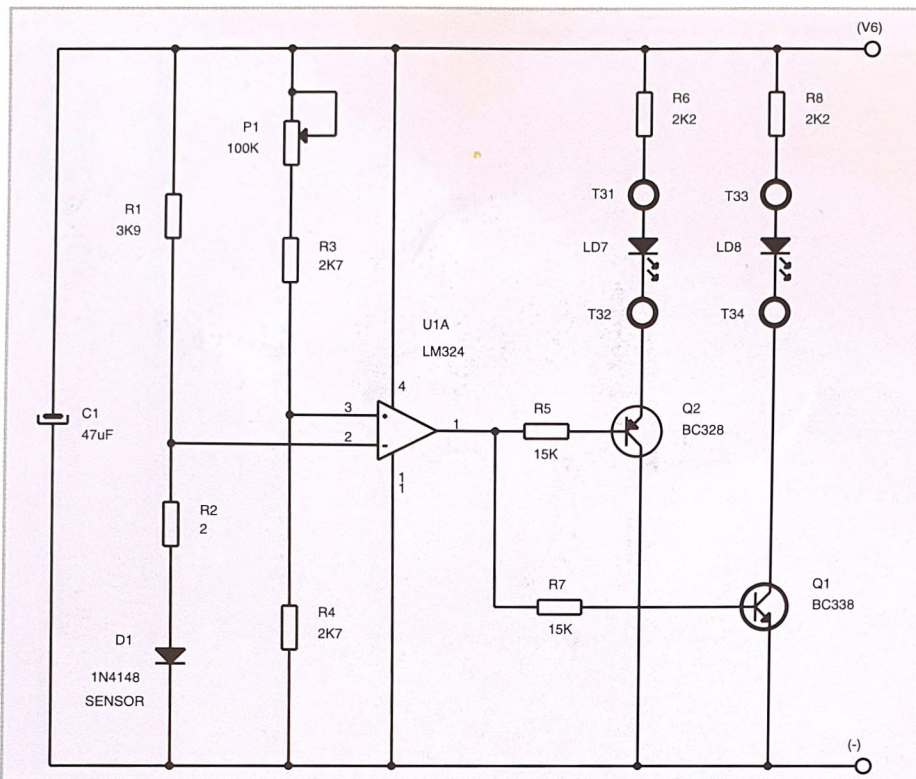 (V6)
R6
2K2
R8
2K2
P1
100K
R1
3K9
R3
2K7
T31
T33
LD7
LD8
T32
T34
U1A
LM324
4
C1
47uF
3
2
1
1
1
R5
15K
Q2
BC328
R2
2
R7
15K
Q1
BC338
R4
2K7
D1
1N4148
SENSOR
(-)